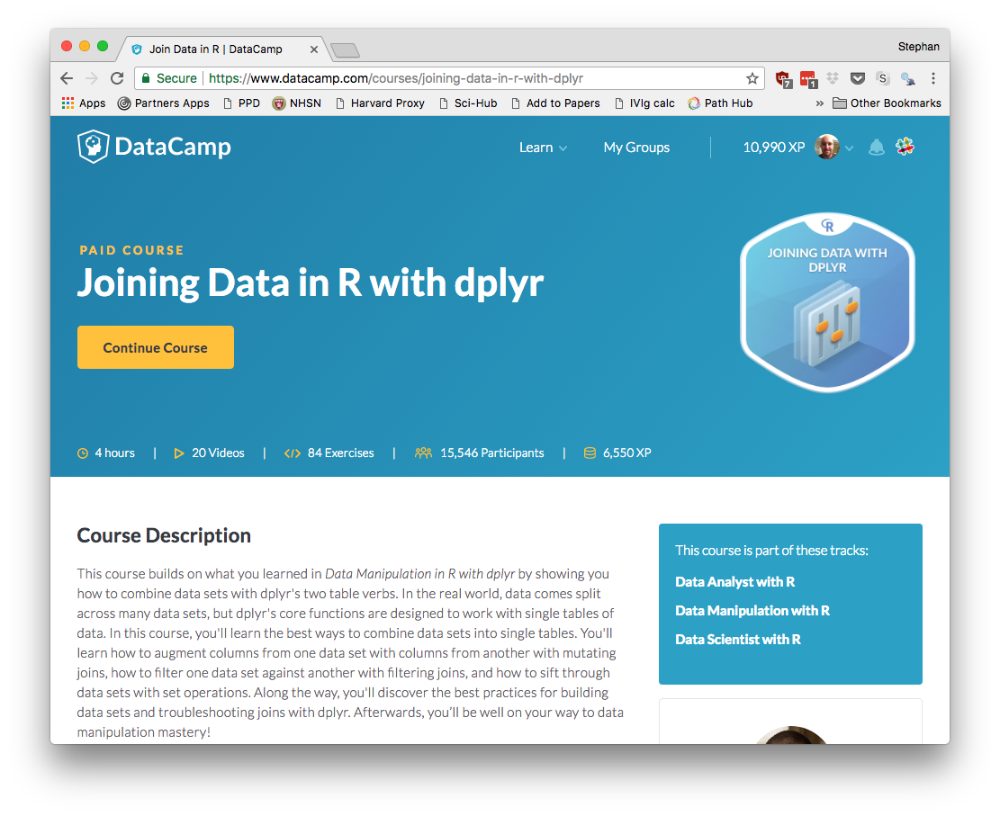 Join Data in R | DataCamp
Stephan
Secure https://www.datacamp.com/courses/joining-data-in-r-with-dplyr
7 1 S
Apps Partners Apps PPD NHSN Harvard Proxy Sci-Hub Add to Papers IVIg calc Path Hub » Other Bookmarks
DataCamp Learn My Groups 10,990 XP
R
JOINING DATA WITH
DPLYR
PAID COURSE
Joining Data in R with dplyr
Continue Course
4 hours | 20 Videos | 84 Exercises | 15,546 Participants | 6,550 XP
Course Description
This course builds on what you learned in Data Manipulation in R with dplyr by showing you
how to combine data sets with dplyr's two table verbs. In the real world, data comes split
across many data sets, but dplyr's core functions are designed to work with single tables of
data. In this course, you'll learn the best ways to combine data sets into single tables. You'll
learn how to augment columns from one data set with columns from another with mutating
joins, how to filter one data set against another with filtering joins, and how to sift through
data sets with set operations. Along the way, you'll discover the best practices for building
data sets and troubleshooting joins with dplyr. Afterwards, you’ll be well on your way to data
manipulation mastery!
This course is part of these tracks:
Data Analyst with R
Data Manipulation with R
Data Scientist with R